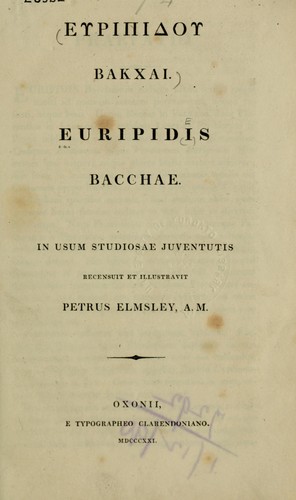 ΕΥΡΙΠΙΔΟΥ
ΒΑΚΧΑΙ.
EURIPIDIS
BACCHAE.
IN USUM STUDIOSAE JUVENTUTIS
RECENSUIT ET ILLUSTRAVIT
PETRUS ELMSLEY, A. M.
OXONII,
E TYPOGRAPHEO CLARENDONIANO.
MDCCCXXI.